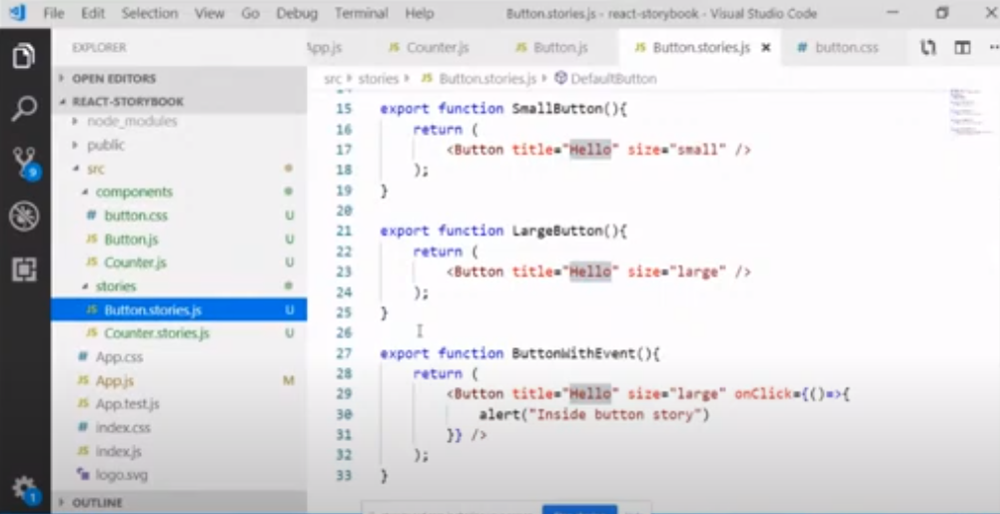 File Edit Selection View Go Debug Terminal Help Button.stories.js - react-storybook - Visual Studio Code
EXPLORER
App.js Counter.js Button.js Button.stories.js button.css
OPEN EDITORS
REACT-STORYBOOK
node_modules
public
src
components
button.css U
Button.js U
Counter.js U
stories
Button.stories.js U
Counter.stories.js U
App.css
App.js M
App.test.js
index.css
index.js
logo.svg
OUTLINE
9
1
src stories JS Button.stories.js DefaultButton
15 export function SmallButton(){
16 return (
17 <Button title="Hello" size="small" />
18 );
19 }
20
21 export function LargeButton(){
22 return (
23 <Button title="Hello" size="large" />
24 );
25 }
26
27 export function ButtonWithEvent(){
28 return (
29 <Button title="Hello" size="large" onClick={()=>{
30 alert("Inside button story")
31 }} />
32 );
33 }